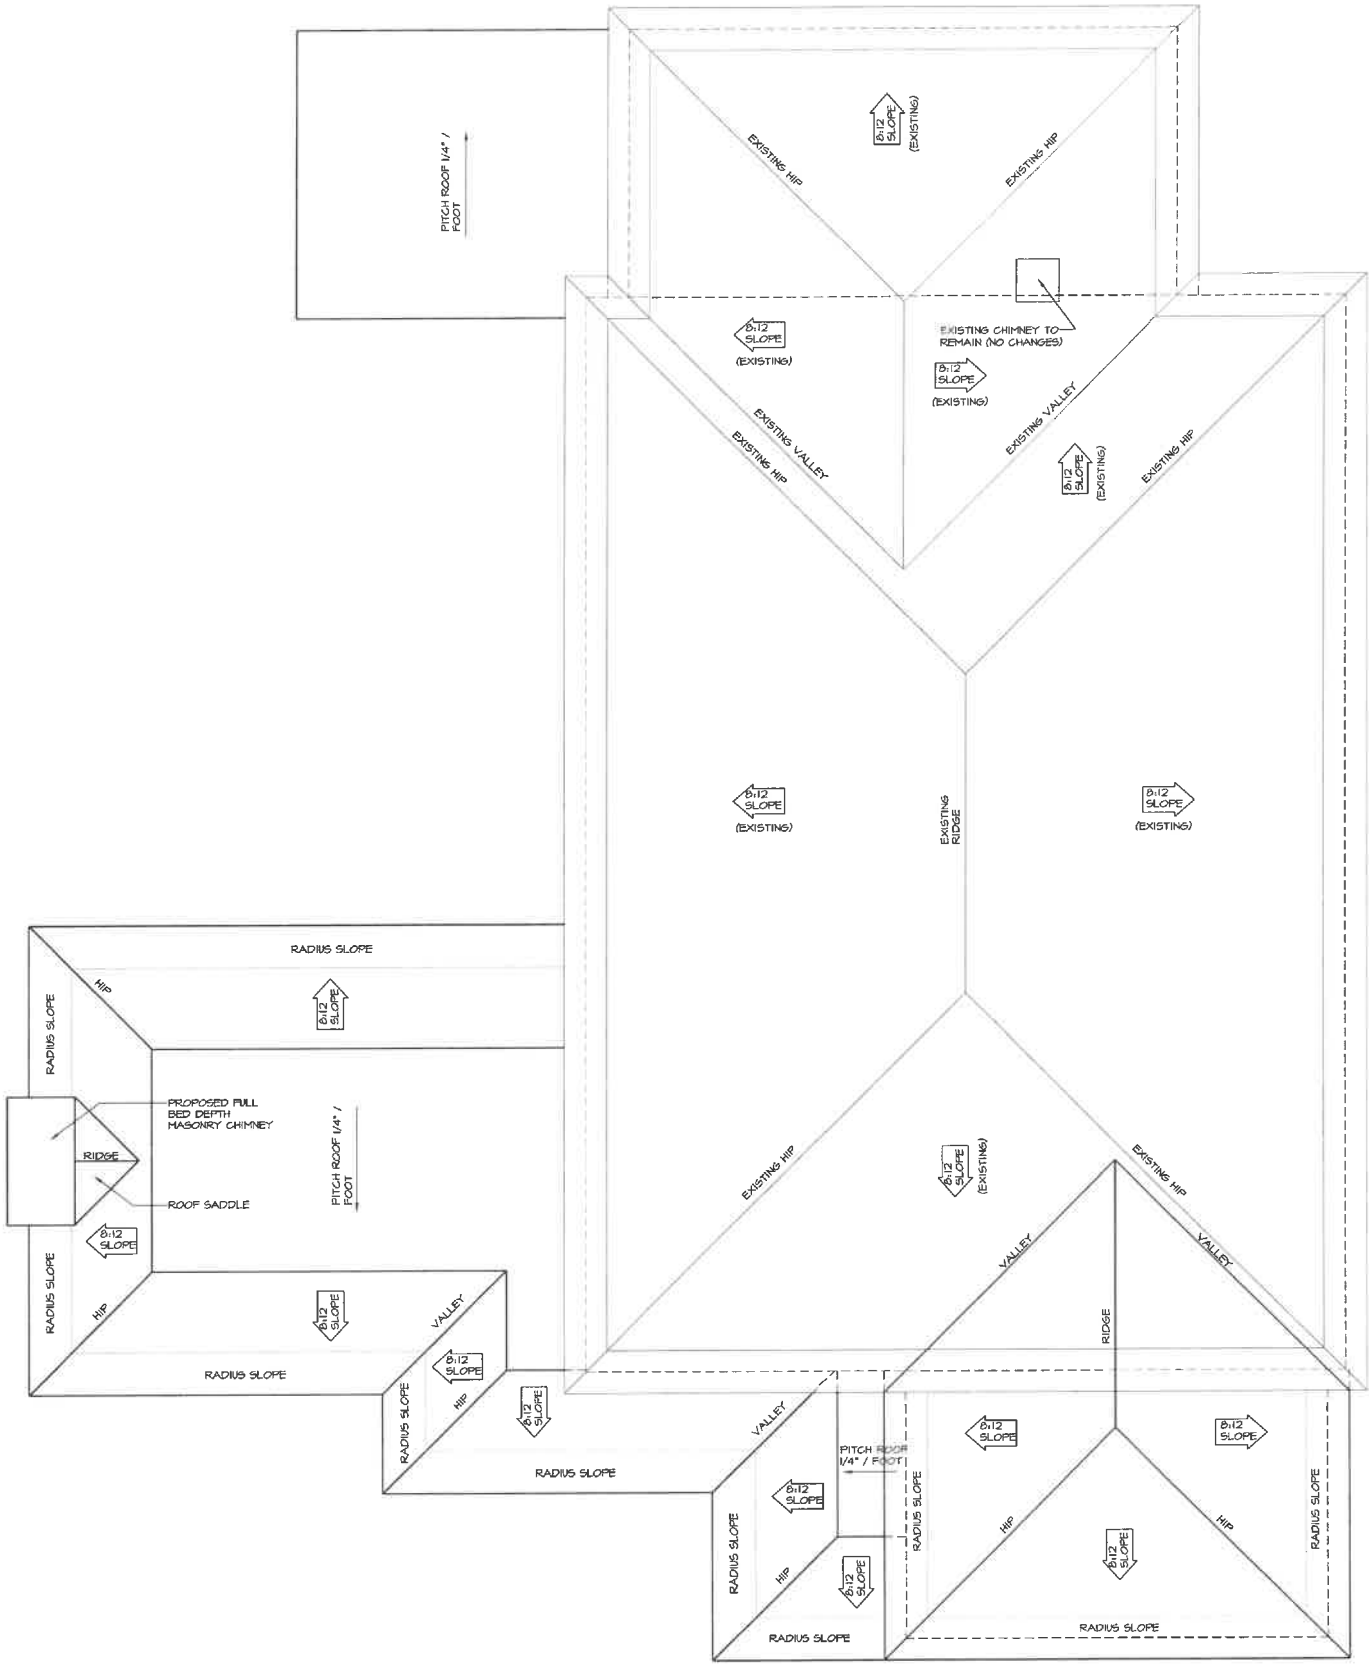 PITCH ROOF 1/4" /
FOOT
8:12
SLOPE
(EXISTING)
EXISTING HIP
EXISTING HIP
8:12
SLOPE
(EXISTING)
EXISTING CHIMNEY TO
REMAIN (NO CHANGES)
8:12
SLOPE
(EXISTING)
EXISTING VALLEY
EXISTING HIP
EXISTING VALLEY
8:12
SLOPE
(EXISTING)
EXISTING HIP
8:12
SLOPE
(EXISTING)
EXISTING
RIDGE
8:12
SLOPE
(EXISTING)
RADIUS SLOPE
HIP
8:12
SLOPE
RADIUS SLOPE
PROPOSED FULL
BED DEPTH
MASONRY CHIMNEY
RIDGE
ROOF SADDLE
PITCH ROOF 1/4" /
FOOT
8:12
SLOPE
RADIUS SLOPE
HIP
8:12
SLOPE
RADIUS SLOPE
VALLEY
8:12
SLOPE
HIP
RADIUS SLOPE
8:12
SLOPE
RADIUS SLOPE
EXISTING HIP
8:12
SLOPE
(EXISTING)
EXISTING HIP
VALLEY
VALLEY
RIDGE
VALLEY
PITCH ROOF
1/4" / FOOT
8:12
SLOPE
RADIUS SLOPE
HIP
8:12
SLOPE
RADIUS SLOPE
8:12
SLOPE
8:12
SLOPE
RADIUS SLOPE
RADIUS SLOPE
HIP
HIP
8:12
SLOPE
RADIUS SLOPE